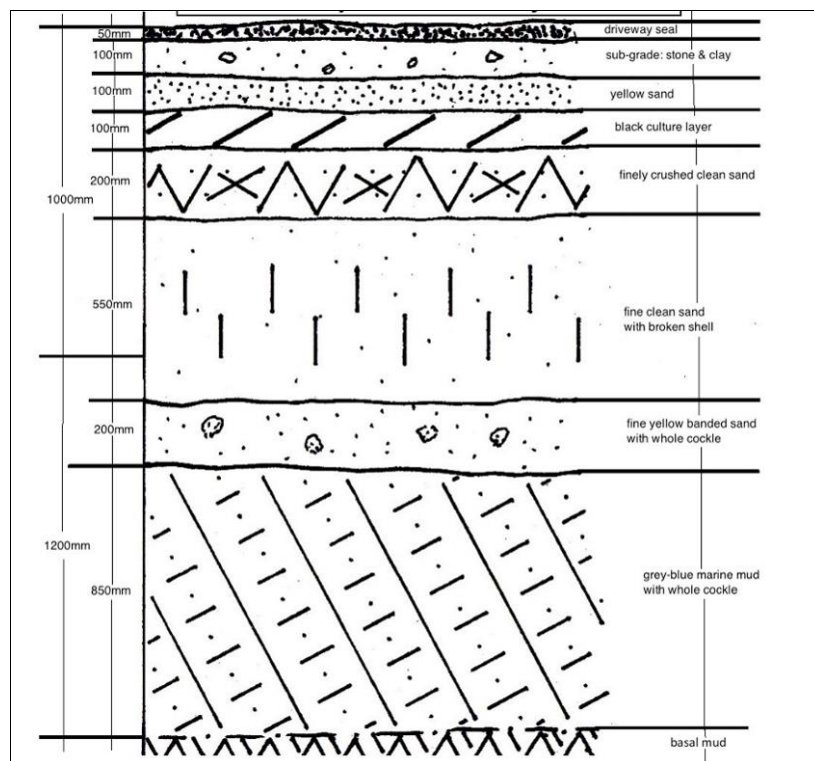 50mm
driveway seal
100mm
sub-grade: stone & clay
100mm
yellow sand
100mm
black culture layer
200mm
finely crushed clean sand
1000mm
550mm
fine clean sand
with broken shell
200mm
fine yellow banded sand
with whole cockle
1200mm
850mm
grey-blue marine mud
with whole cockle
basal mud